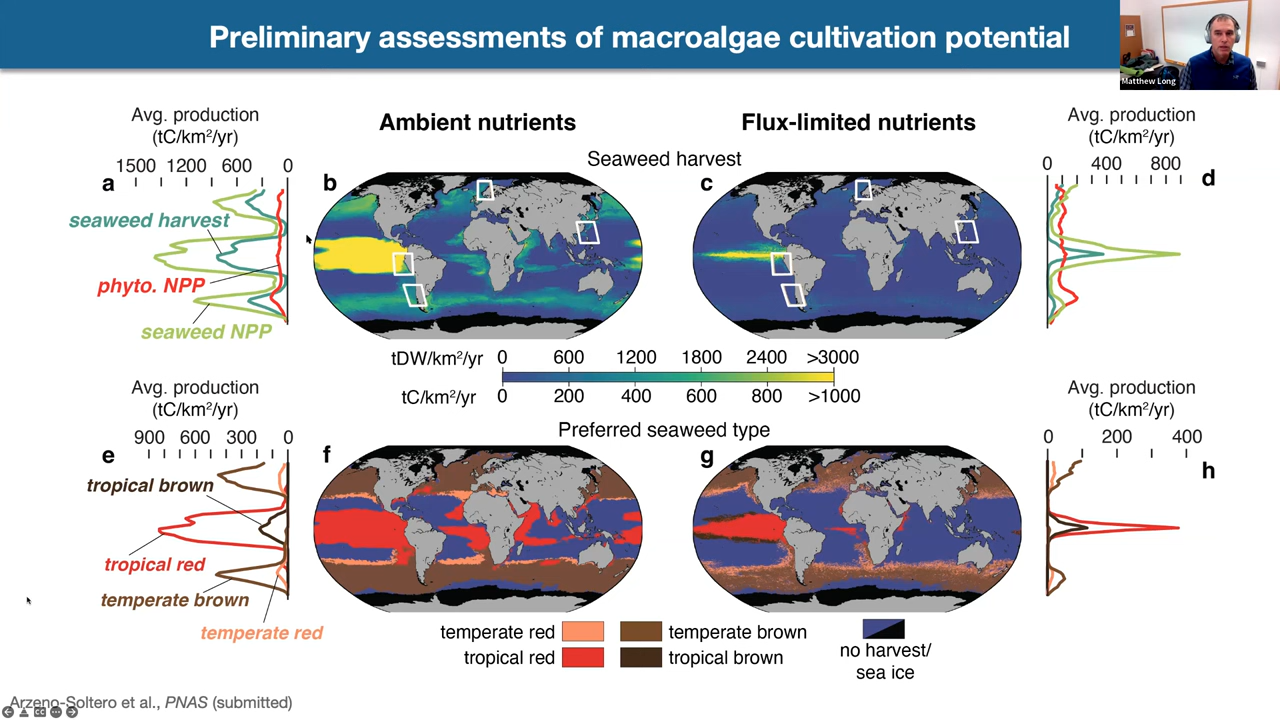 Preliminary assessments of macroalgae cultivation potential
Matthew Long
Avg. production
(tC/km²/yr)
1500 1200 600 0
a
seaweed harvest
phyto. NPP
seaweed NPP
Ambient nutrients
Flux-limited nutrients
Seaweed harvest
b
c
Avg. production
(tC/km²/yr)
0 400 800
d
tDW/km²/yr 0 600 1200 1800 2400 >3000
tC/km²/yr 0 200 400 600 800 >1000
Avg. production
(tC/km²/yr)
900 600 300 0
e
tropical brown
tropical red
temperate brown
temperate red
Preferred seaweed type
f
g
Avg. production
(tC/km²/yr)
0 200 400
h
temperate red
temperate brown
tropical red
tropical brown
no harvest/
sea ice
Arzeno-Soltero et al., PNAS (submitted)